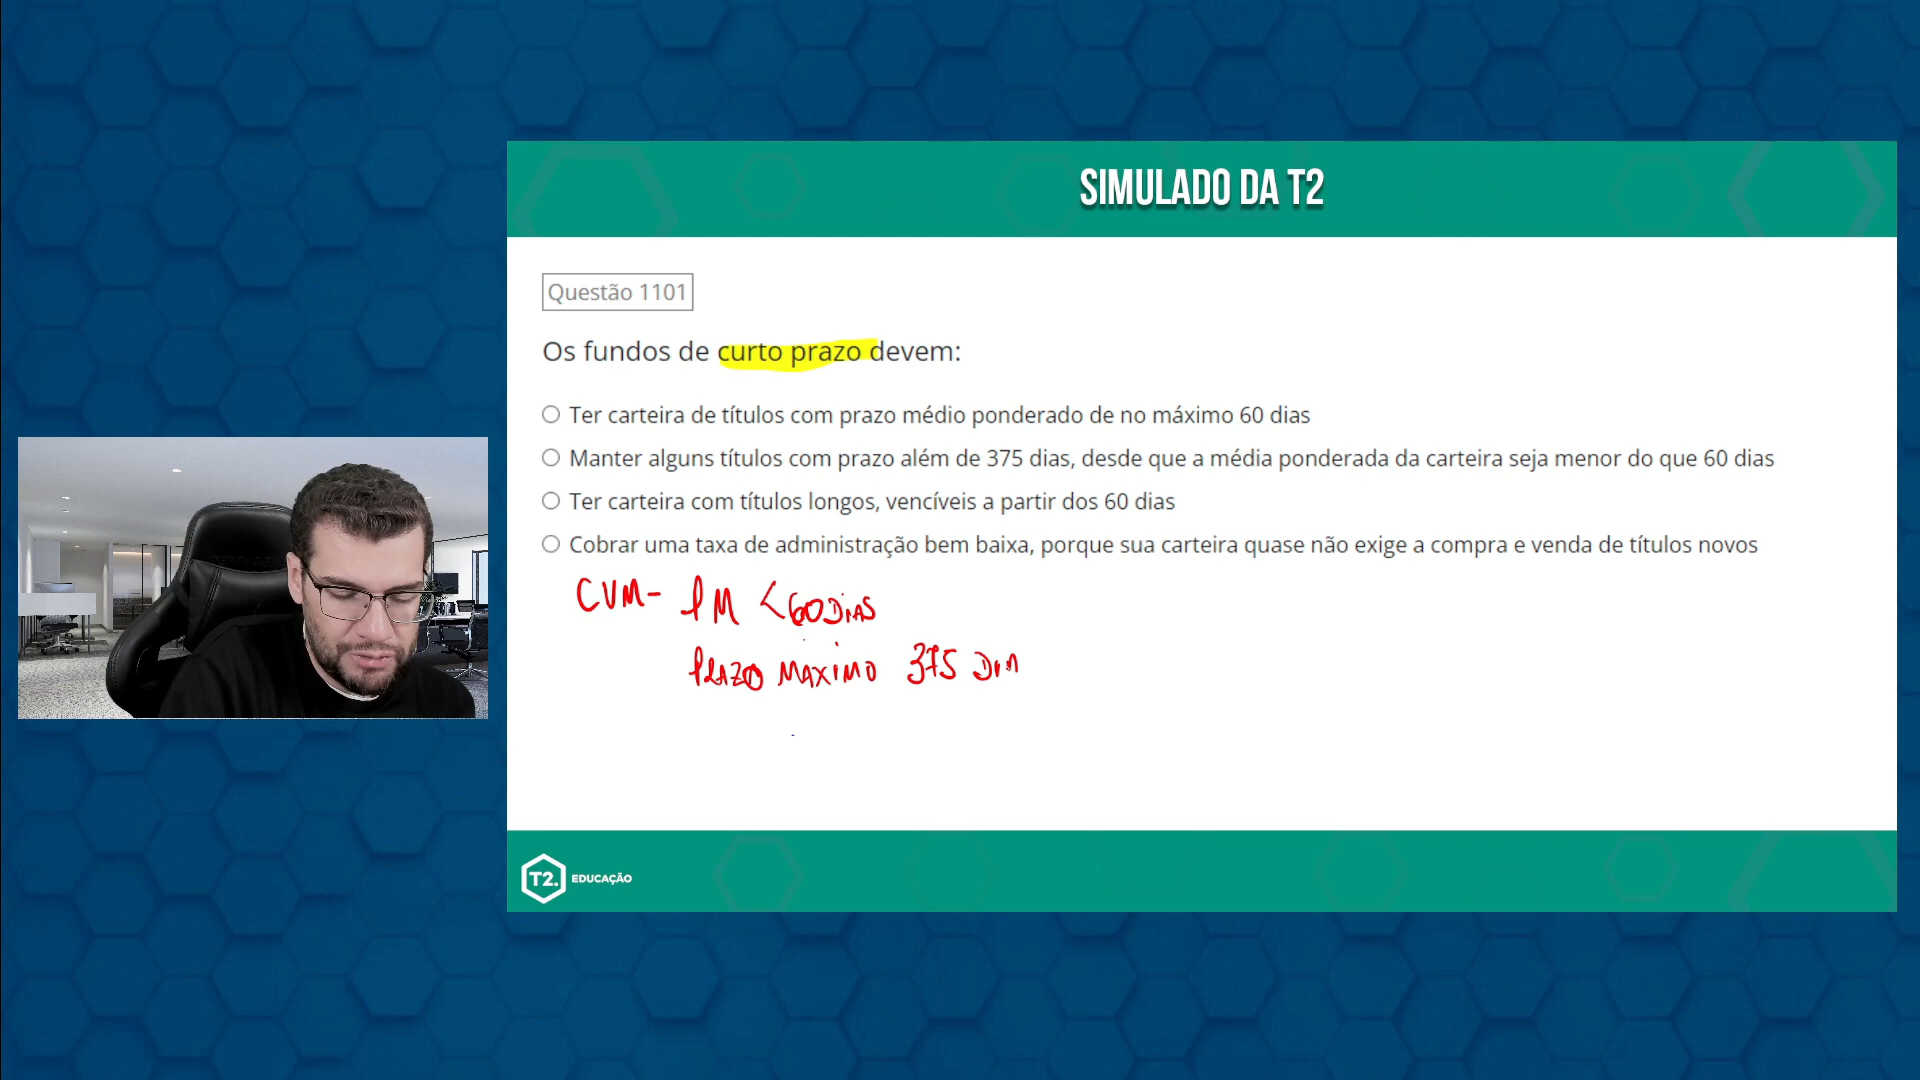 SIMULADO DA T2
Questão 1101
Os fundos de curto prazo devem:
Ter carteira de títulos com prazo médio ponderado de no máximo 60 dias
Manter alguns títulos com prazo além de 375 dias, desde que a média ponderada da carteira seja menor do que 60 dias
Ter carteira com títulos longos, vencíveis a partir dos 60 dias
Cobrar uma taxa de administração bem baixa, porque sua carteira quase não exige a compra e venda de títulos novos
CVM- PM <60 DIAS
PRAZO MAXIMO 375 DIA
T2. EDUCAÇÃO